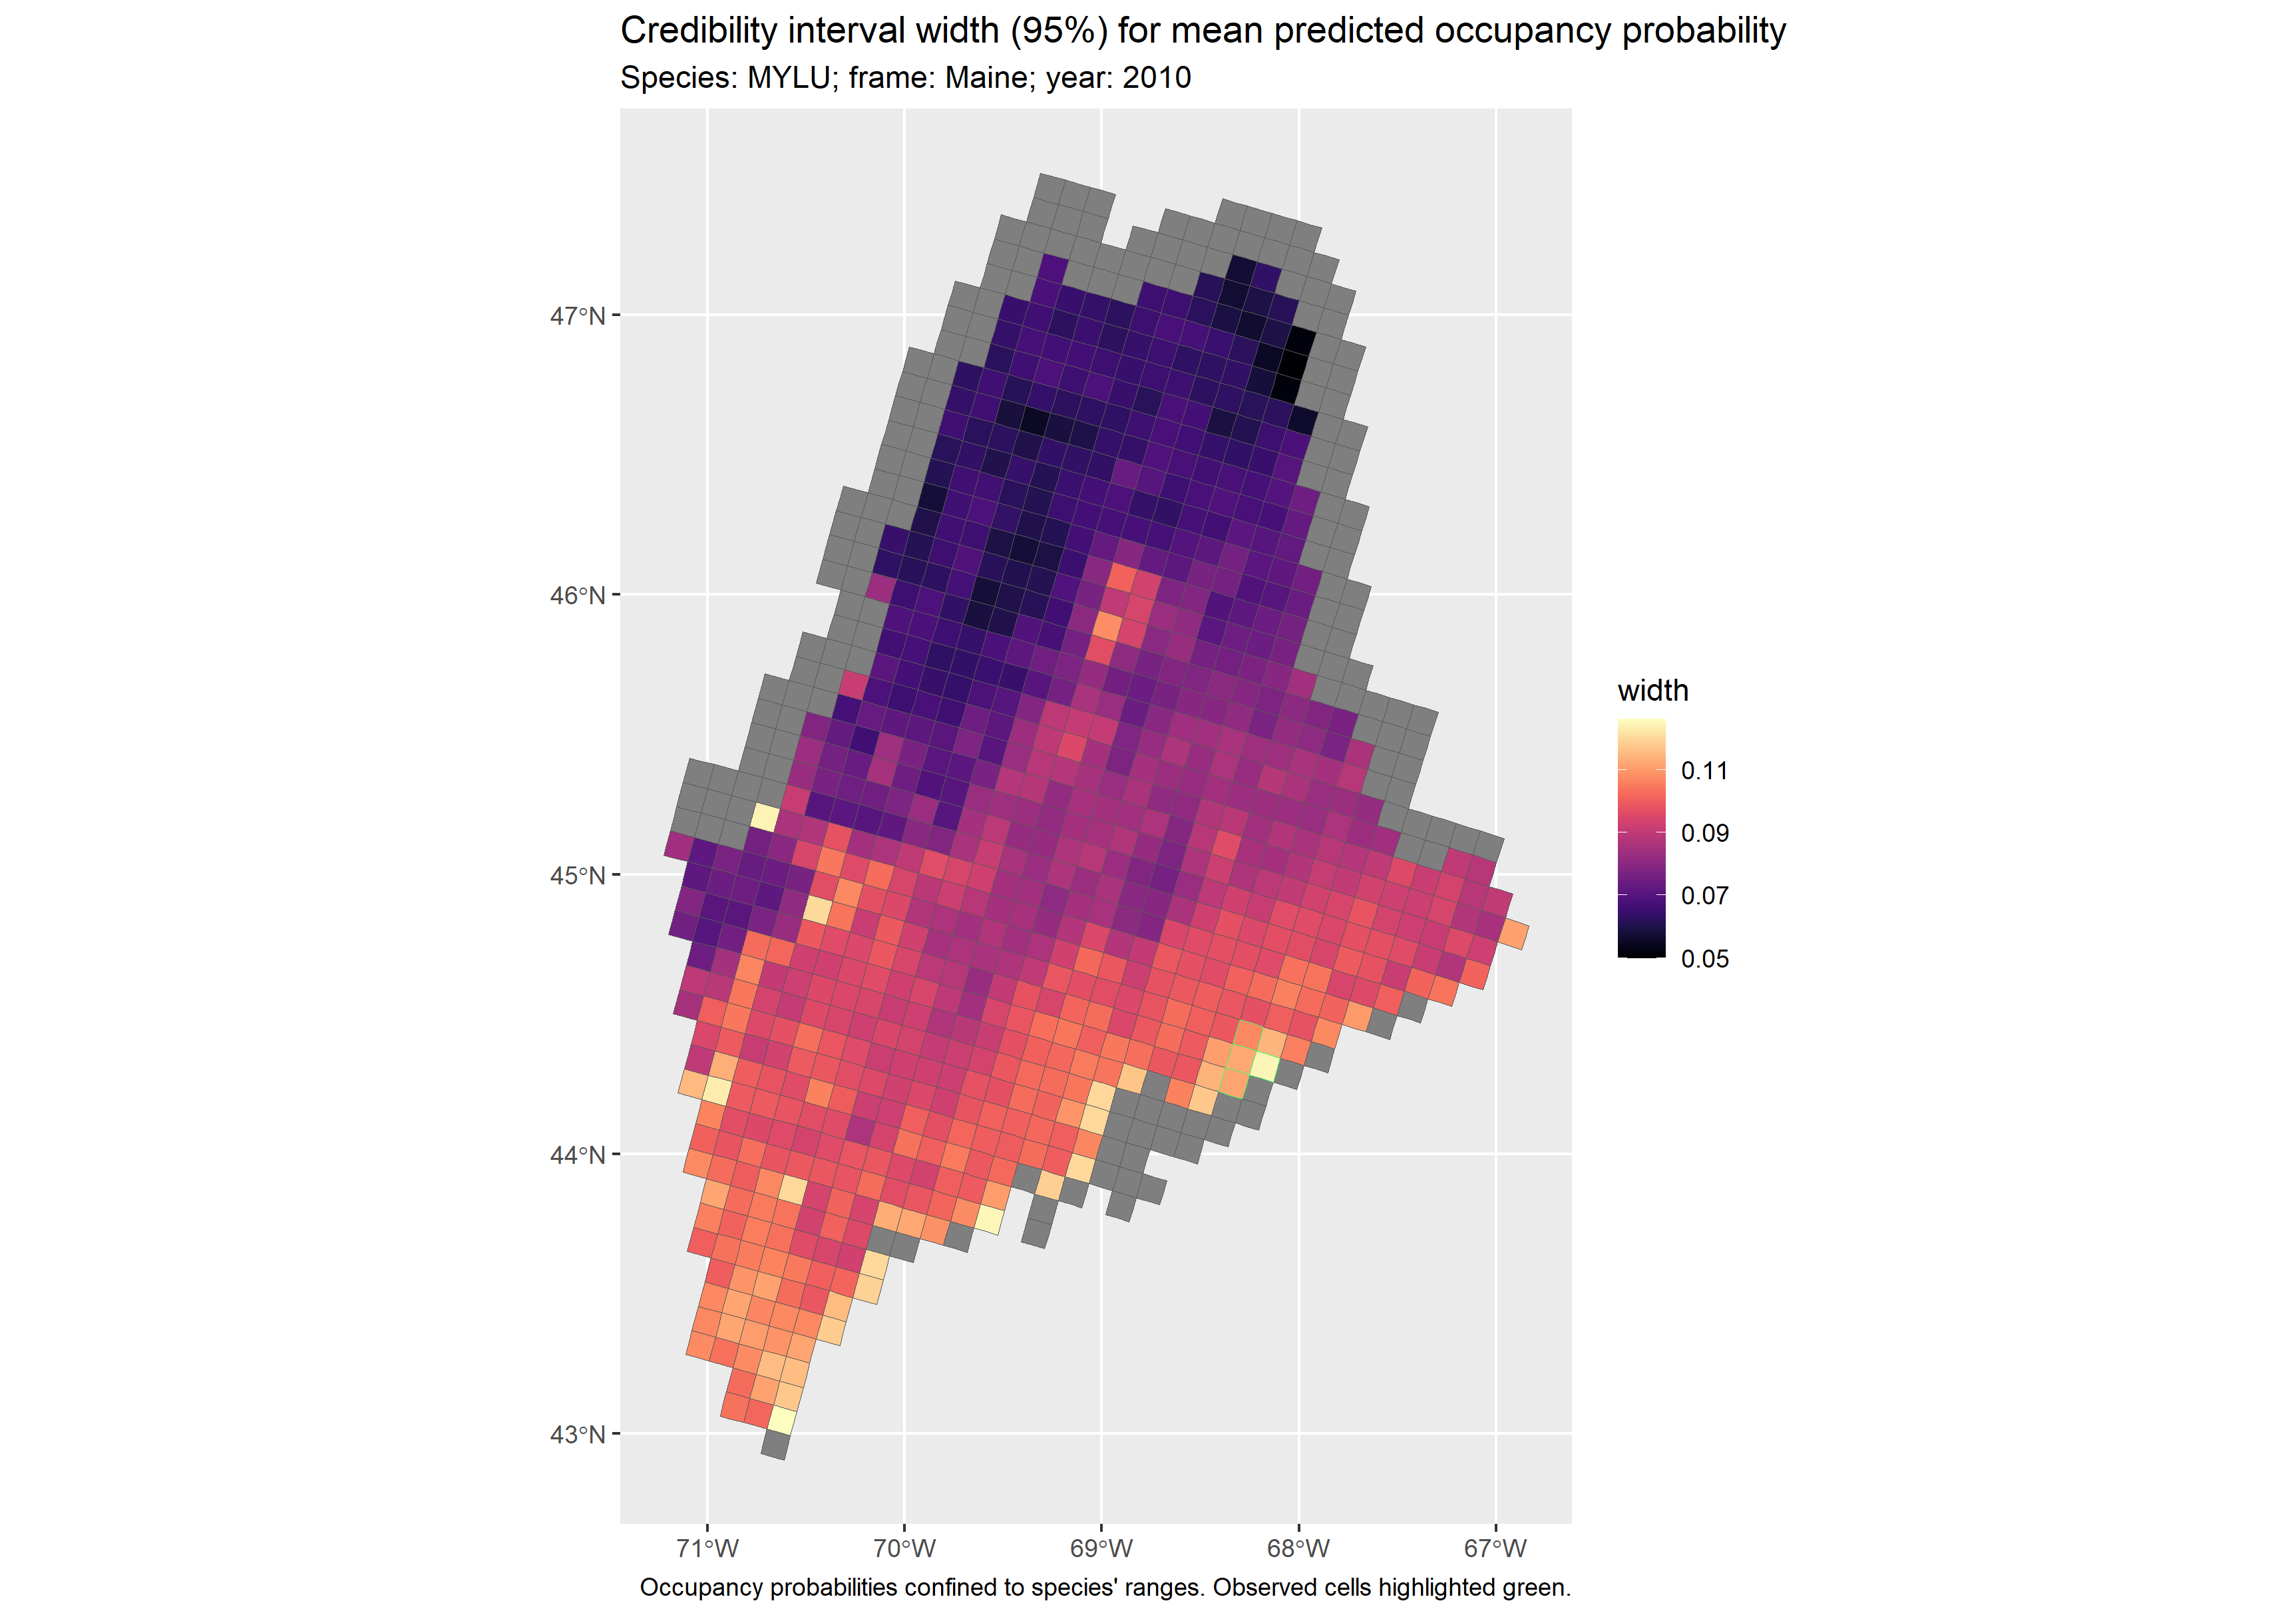 Credibility interval width (95%) for mean predicted occupancy probability
Species: MYLU; frame: Maine; year: 2010
47°N
46°N
45°N
44°N
43°N
71°W
70°W
69°W
68°W
67°W
width
0.11
0.09
0.07
0.05
Occupancy probabilities confined to species' ranges. Observed cells highlighted green.